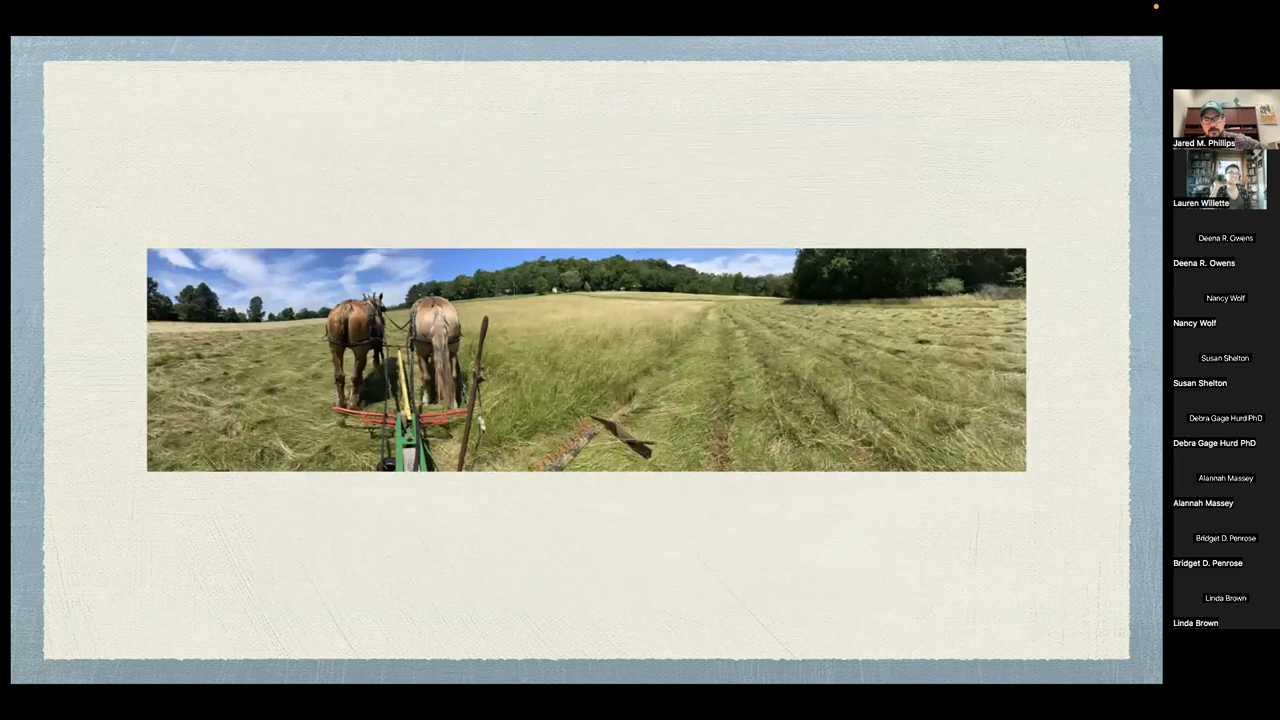 Jared M. Phillips
Lauren Willette
Deena R. Owens
Deena R. Owens
Nancy Wolf
Nancy Wolf
Susan Shelton
Susan Shelton
Debra Gage Hurd PhD
Debra Gage Hurd PhD
Alannah Massey
Alannah Massey
Bridget D. Penrose
Bridget D. Penrose
Linda Brown
Linda Brown